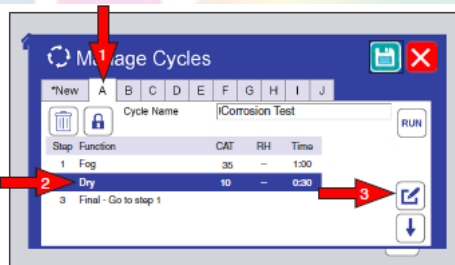 1
Manage Cycles
*New A B C D E F G H I J
Cycle Name Corrosion Test
RUN
Step Function CAT RH Time
1 Fog 35 – 1:00
2 Dry 10 – 0:30
3
3 Final - Go to step 1